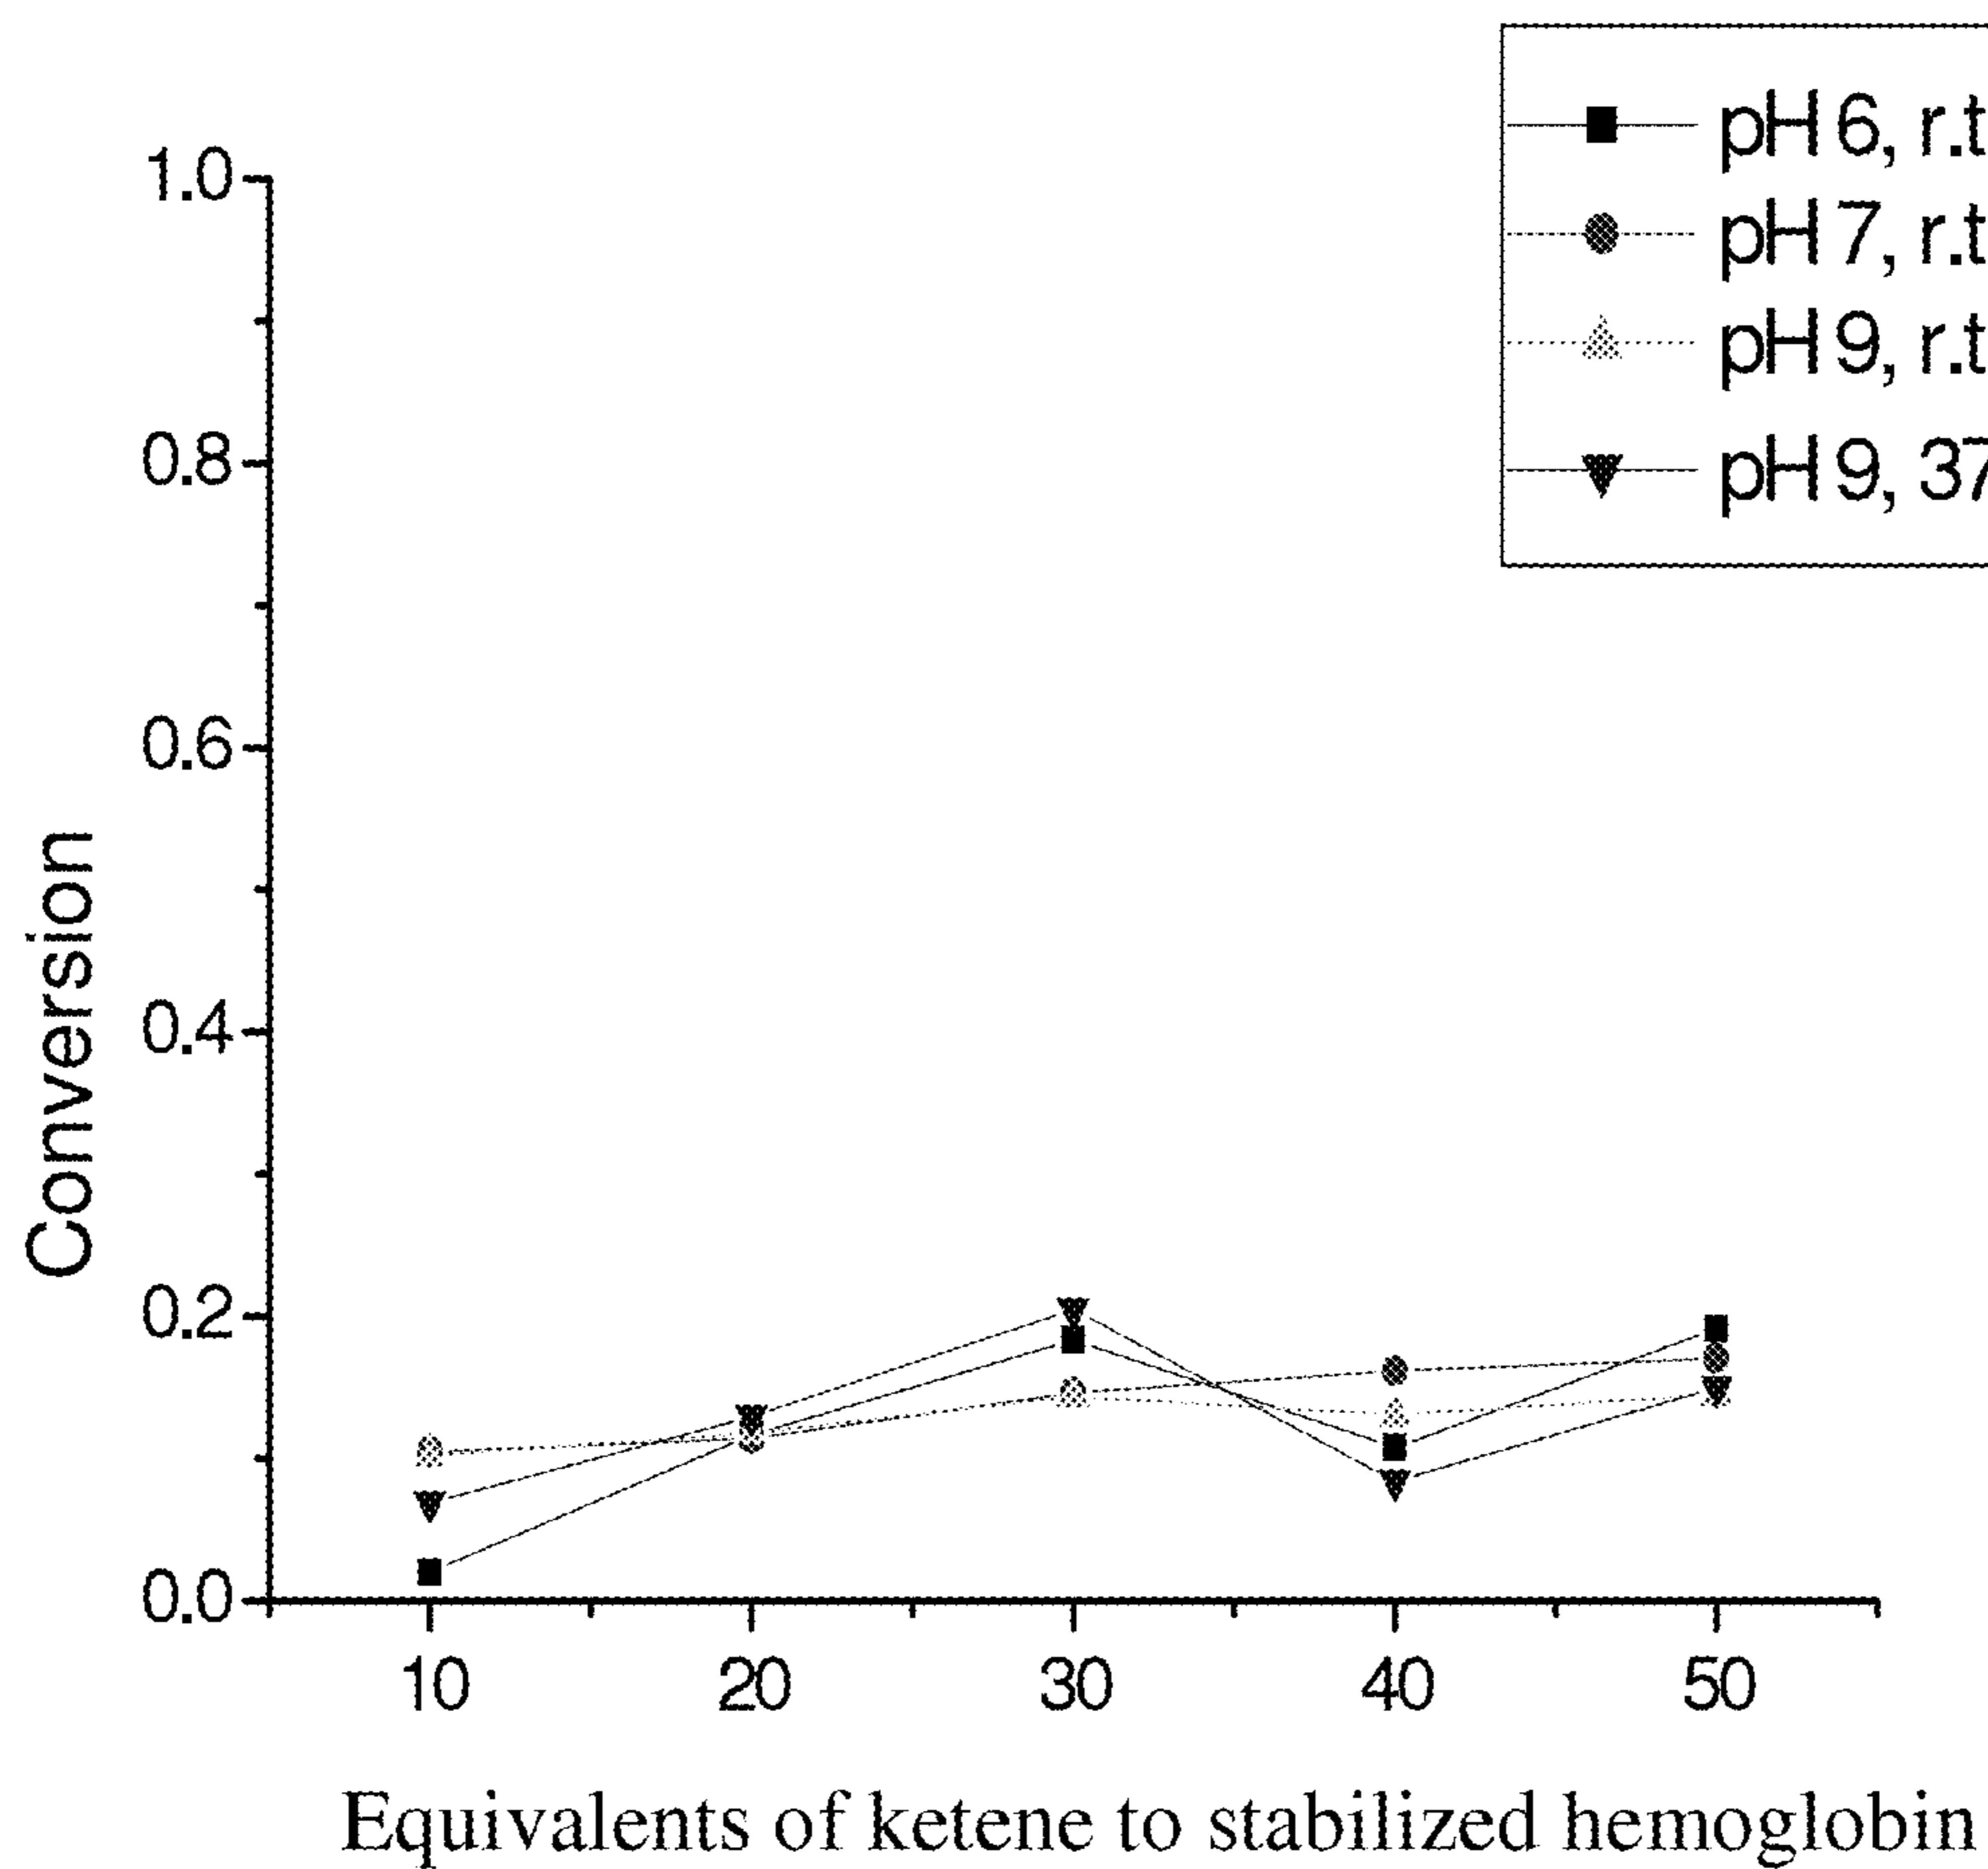 pH 6, r.t
pH 7, r.t
pH 9, r.t
pH 9, 37
1.0
0.8
0.6
0.4
0.2
0.0
Conversion
10 20 30 40 50
Equivalents of ketene to stabilized hemoglobin